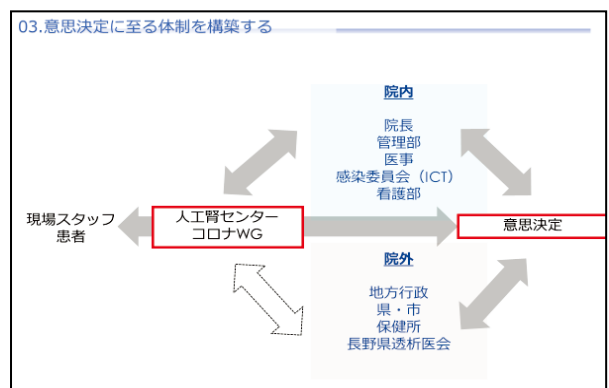 03.意思決定に至る体制を構築する
院内
院長
管理部
医事
感染委員会（ICT）
看護部
現場スタッフ
患者
人工腎センター
コロナWG
意思決定
院外
地方行政
県・市
保健所
長野県透析医会